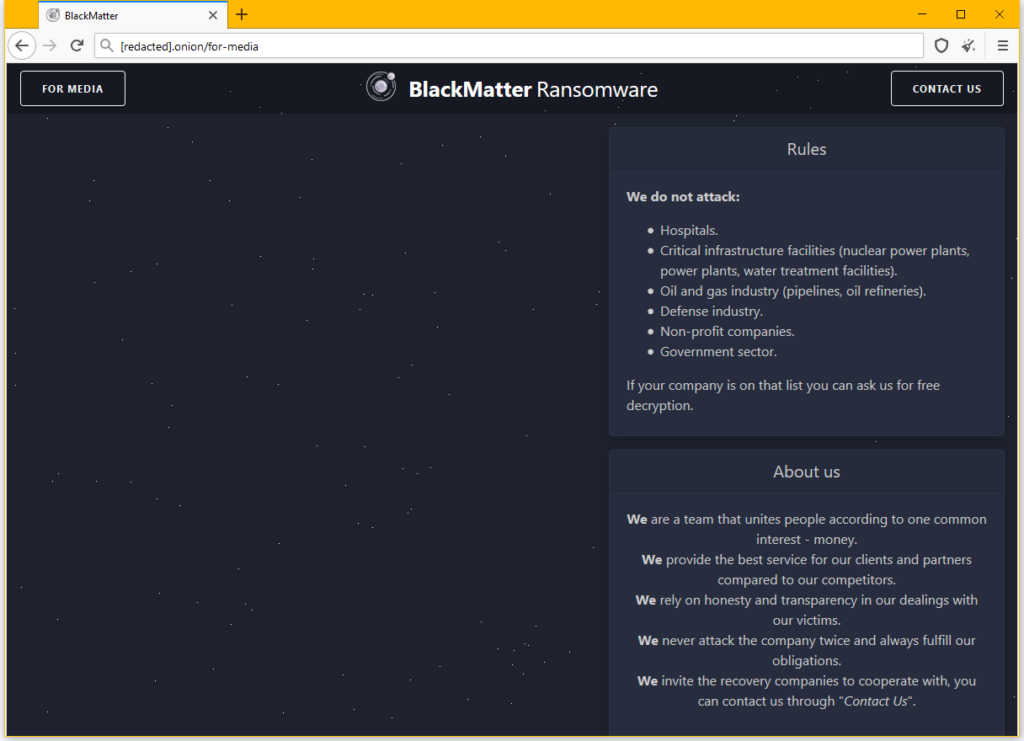 BlackMatter
[redacted].onion/for-media
FOR MEDIA
BlackMatter Ransomware
CONTACT US
Rules
We do not attack:
• Hospitals.
• Critical infrastructure facilities (nuclear power plants,
power plants, water treatment facilities).
• Oil and gas industry (pipelines, oil refineries).
• Defense industry.
• Non-profit companies.
• Government sector.
If your company is on that list you can ask us for free
decryption.
About us
We are a team that unites people according to one common
interest - money.
We provide the best service for our clients and partners
compared to our competitors.
We rely on honesty and transparency in our dealings with
our victims.
We never attack the company twice and always fulfill our
obligations.
We invite the recovery companies to cooperate with, you
can contact us through "Contact Us".